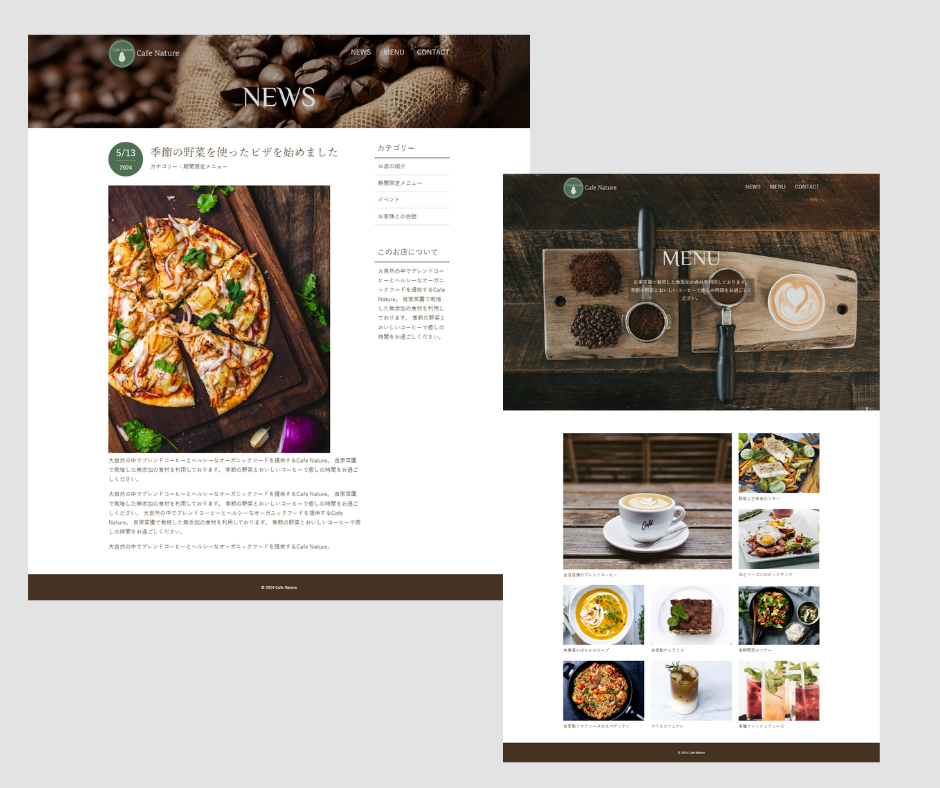 Cafe Nature
NEWS MENU CONTACT
NEWS
5/13
2024
季節の野菜を使ったピザを始めました
カテゴリー：期間限定メニュー
大自然の中でブレンドコーヒーとヘルシーなオーガニックフードを提供するCafe Nature。 自家菜園
で栽培した無添加の食材を利用しております。 季節の野菜とおいしいコーヒーで癒しの時間をお過ご
しください。
大自然の中でブレンドコーヒーとヘルシーなオーガニックフードを提供するCafe Nature。 自家菜園
で栽培した無添加の食材を利用しております。 季節の野菜とおいしいコーヒーで癒しの時間をお過ご
しください。 大自然の中でブレンドコーヒーとヘルシーなオーガニックフードを提供するCafe
Nature。 自家菜園で栽培した無添加の食材を利用しております。 季節の野菜とおいしいコーヒーで癒
しの時間をお過ごしください。
大自然の中でブレンドコーヒーとヘルシーなオーガニックフードを提供するCafe Nature。
カテゴリー
お店の紹介
期間限定メニュー
イベント
お客様との会話
このお店について
大自然の中でブレンドコー
ヒーとヘルシーなオーガニ
ックフードを提供するCafe
Nature。 自家菜園で栽培
した無添加の食材を利用し
ております。 季節の野菜と
おいしいコーヒーで癒しの
時間をお過ごしください。
© 2024 Cafe Nature
Cafe Nature
NEWS MENU CONTACT
MENU
自家菜園で栽培した無添加の食材を利用しております。
季節の野菜とおいしいコーヒーで癒しの時間をお過ごしく
ださい。
Café
当店自慢のブレンドコーヒー
野菜と白身魚のソテー
卵とベーコンのホットサンド
自家製ティラミス
季節野菜のソテー
自家製トマトソースのスパゲッティ
アイスカフェオレ
各種フレッシュジュース
© 2024 Cafe Nature